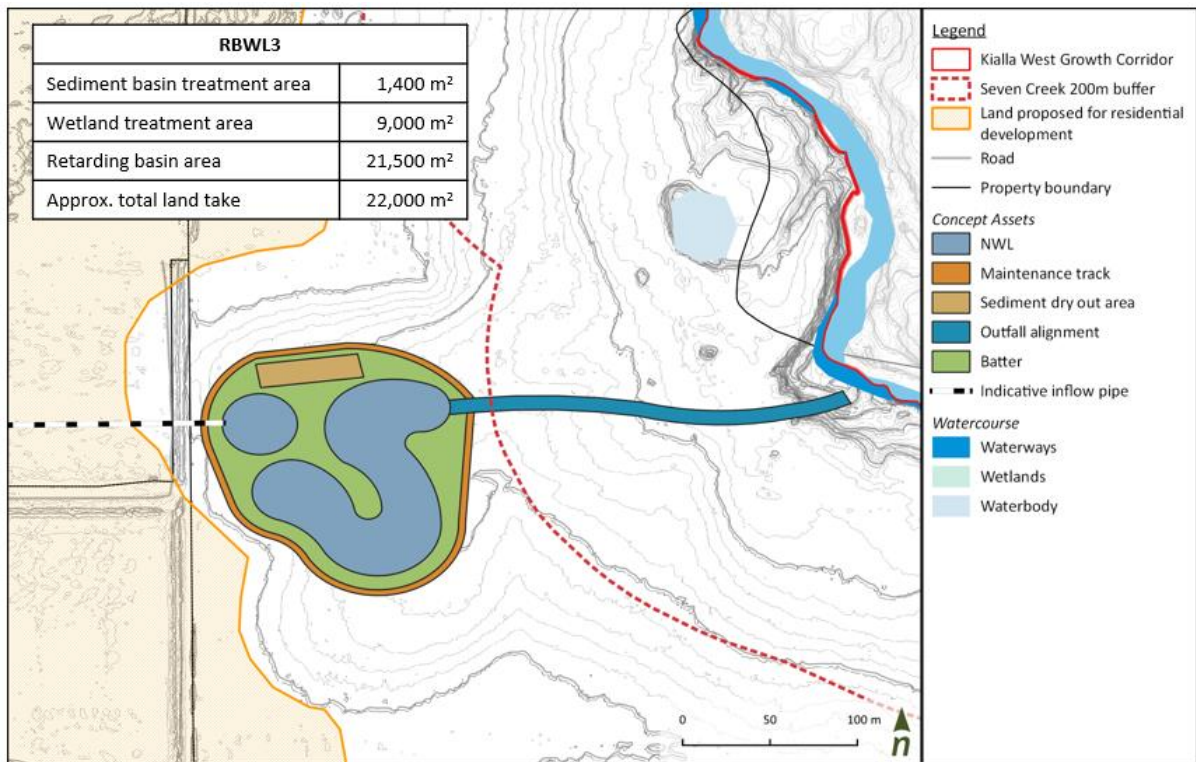 RBWL3
Sediment basin treatment area 1,400 m²
Wetland treatment area 9,000 m²
Retarding basin area 21,500 m²
Approx. total land take 22,000 m²
Legend
Kialla West Growth Corridor
Seven Creek 200m buffer
Land proposed for residential
development
Road
Property boundary
Concept Assets
NWL
Maintenance track
Sediment dry out area
Outfall alignment
Batter
Indicative inflow pipe
Watercourse
Waterways
Wetlands
Waterbody
0 50 100 m
n